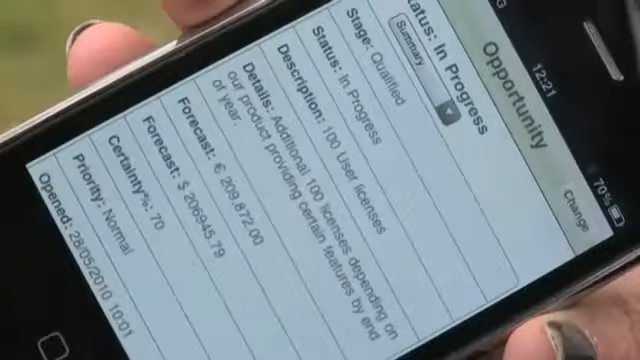 G 12:21 70%
Opportunity
Change
Status: In Progress
Summary
Stage: Qualified
Status: In Progress
Description: 100 User licenses
Details: Additional 100 licenses depending on
our product providing certain features by end
of year.
Forecast: € 209,872.00
Forecast: $ 206945.79
Certainty%: 70
Priority: Normal
Opened: 28/05/2010 10:01